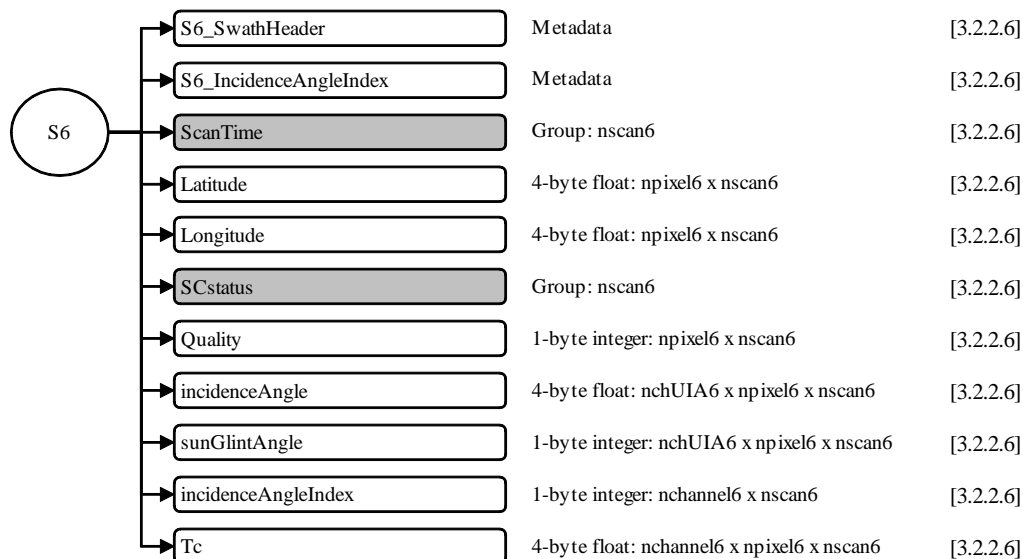 S6_SwathHeader Metadata [3.2.2.6]
S6_IncidenceAngleIndex Metadata [3.2.2.6]
S6 ScanTime Group: nscan6 [3.2.2.6]
Latitude 4-byte float: npixel6 x nscan6 [3.2.2.6]
Longitude 4-byte float: npixel6 x nscan6 [3.2.2.6]
SCstatus Group: nscan6 [3.2.2.6]
Quality 1-byte integer: npixel6 x nscan6 [3.2.2.6]
incidenceAngle 4-byte float: nchUIA6 x npixel6 x nscan6 [3.2.2.6]
sunGlintAngle 1-byte integer: nchUIA6 x npixel6 x nscan6 [3.2.2.6]
incidenceAngleIndex 1-byte integer: nchannel6 x nscan6 [3.2.2.6]
Tc 4-byte float: nchannel6 x npixel6 x nscan6 [3.2.2.6]